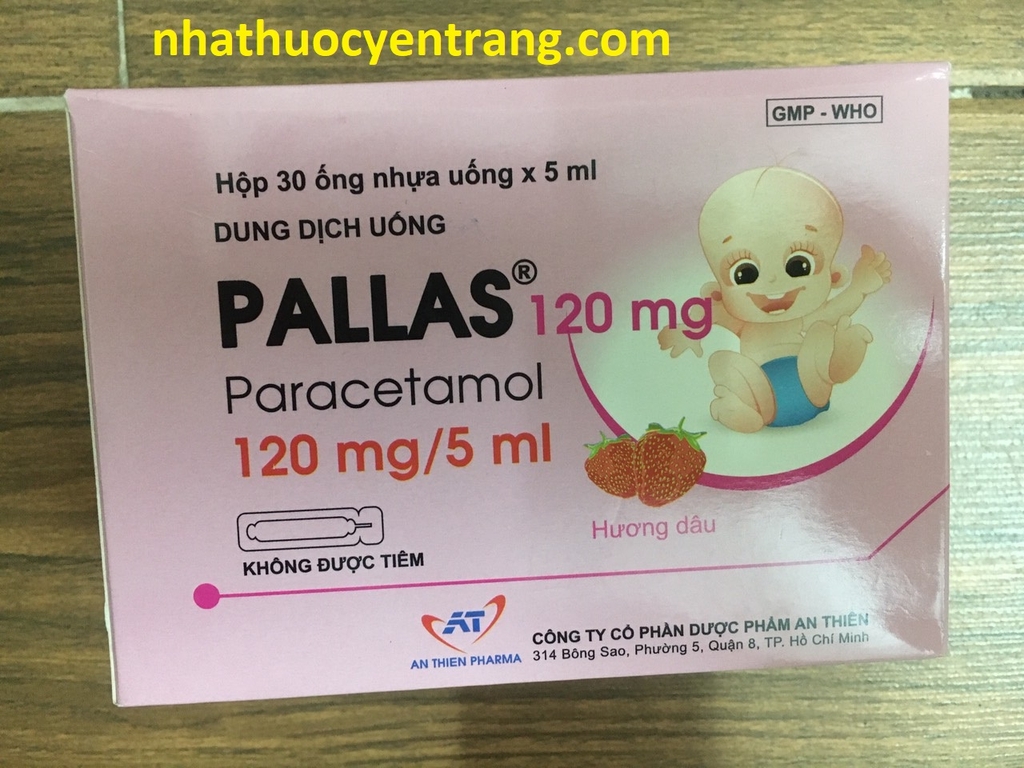 nhathuocyentrang.com
GMP - WHO
Hộp 30 ống nhựa uống x 5 ml
DUNG DỊCH UỐNG
PALLAS® 120 mg
Paracetamol
120 mg/5 ml
Hương dâu
KHÔNG ĐƯỢC TIÊM
AT
AN THIEN PHARMA
CÔNG TY CỔ PHẦN DƯỢC PHẨM AN THIÊN
314 Bông Sao, Phường 5, Quận 8, TP. Hồ Chí Minh